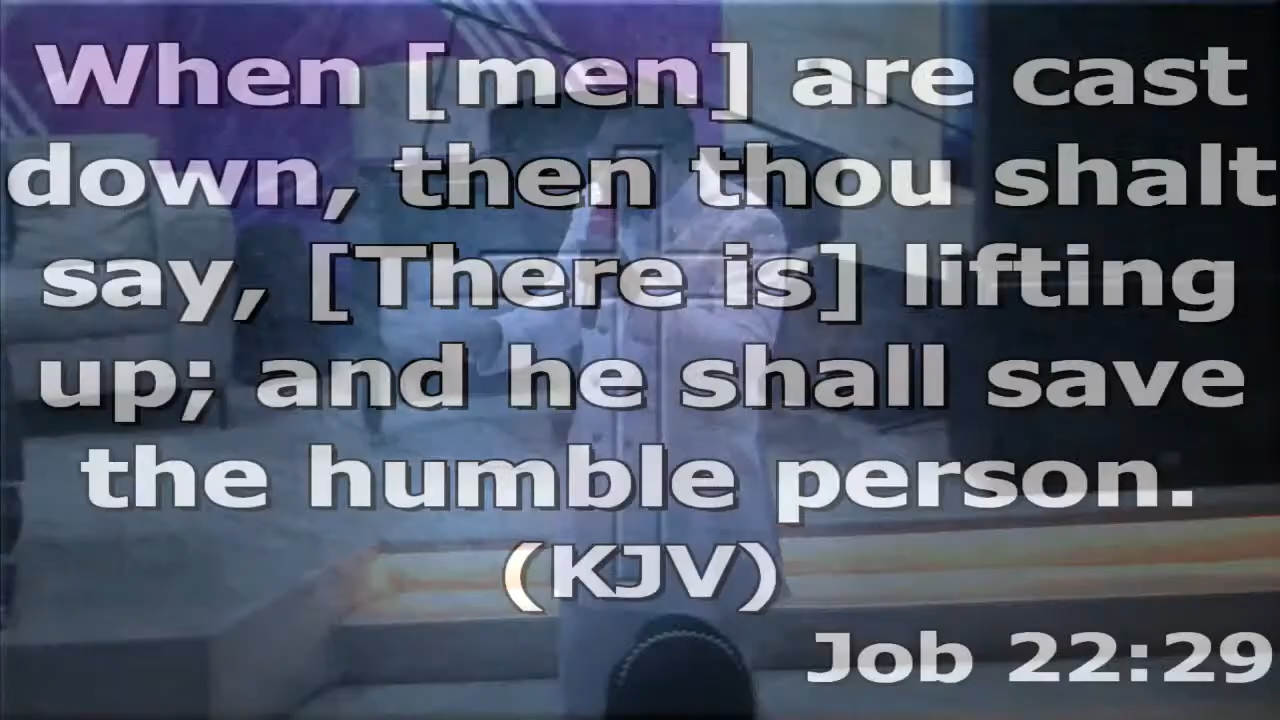 When [men] are cast
down, then thou shalt
say, [There is] lifting
up; and he shall save
the humble person.
(KJV)
Job 22:29